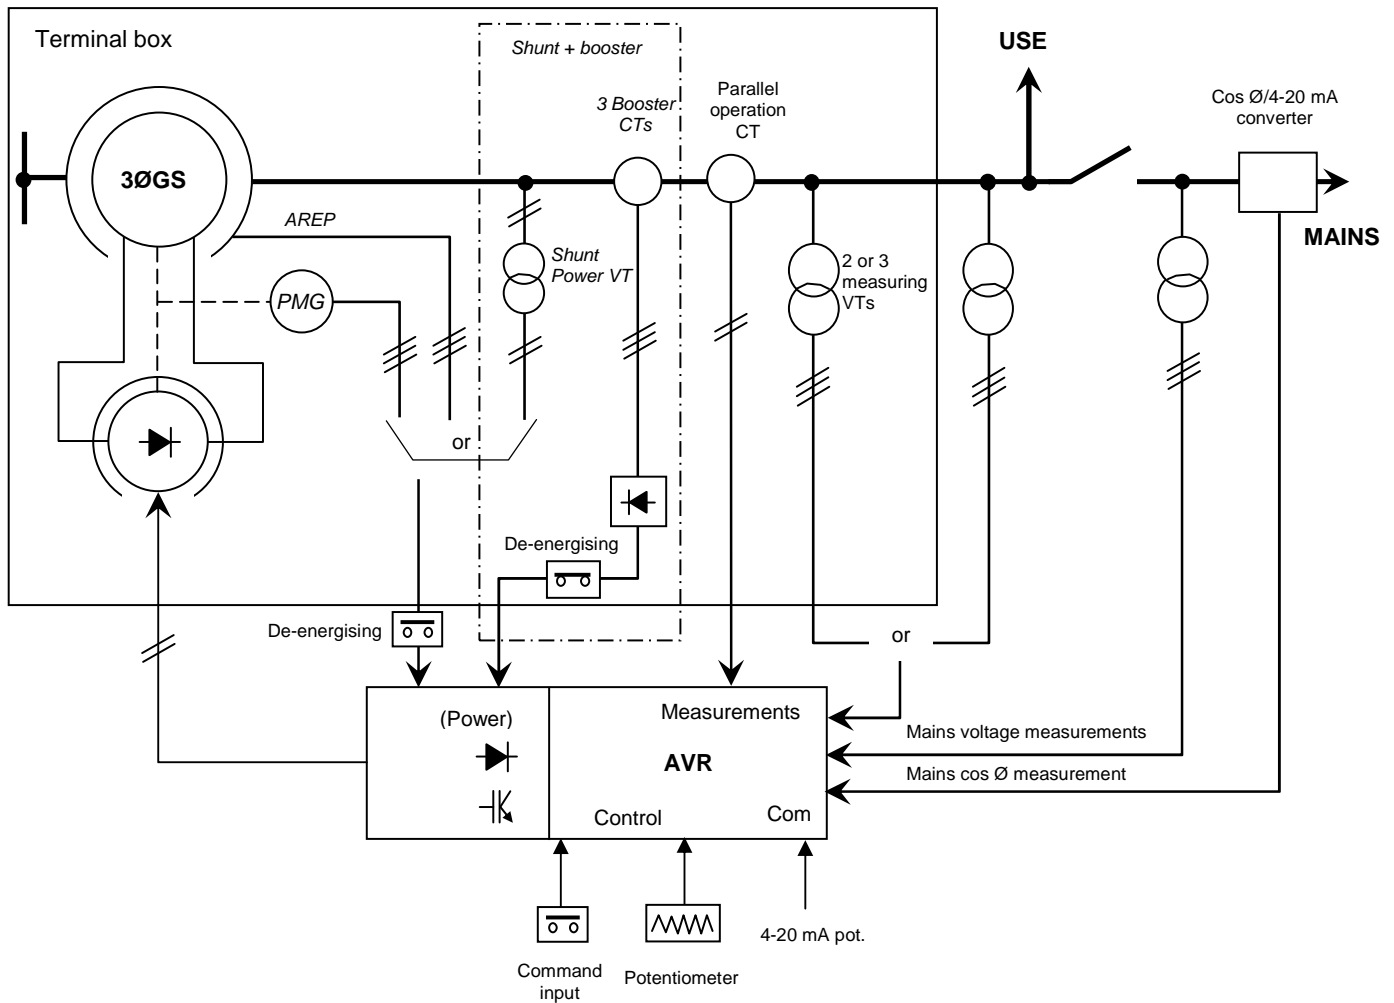 Terminal box
Shunt + booster
USE
3 Booster
CTs
Parallel
operation
CT
Cos Ø/4-20 mA
converter
3ØGS
AREP
MAINS
Shunt
Power VT
2 or 3
measuring
VTs
PMG
or
De-energising
De-energising
or
(Power)
Measurements
Mains voltage measurements
AVR
Mains cos Ø measurement
Control
Com
4-20 mA pot.
Command
input
Potentiometer